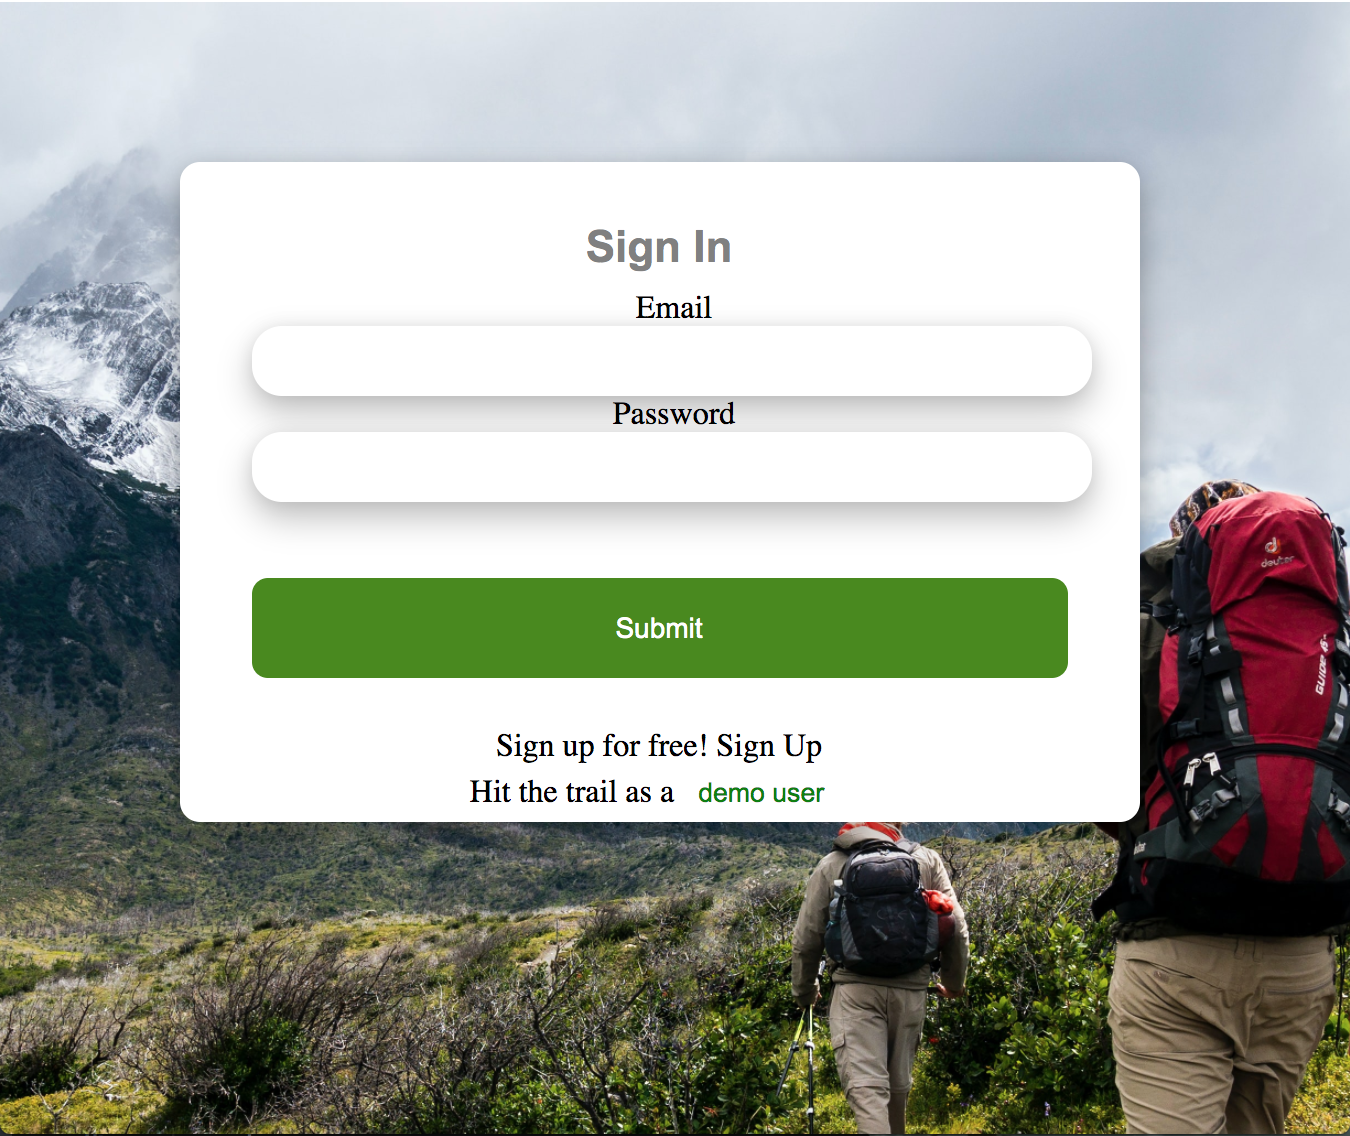 Sign In
Email
Password
Submit
Sign up for free! Sign Up
Hit the trail as a demo user
deuter
GUIDE